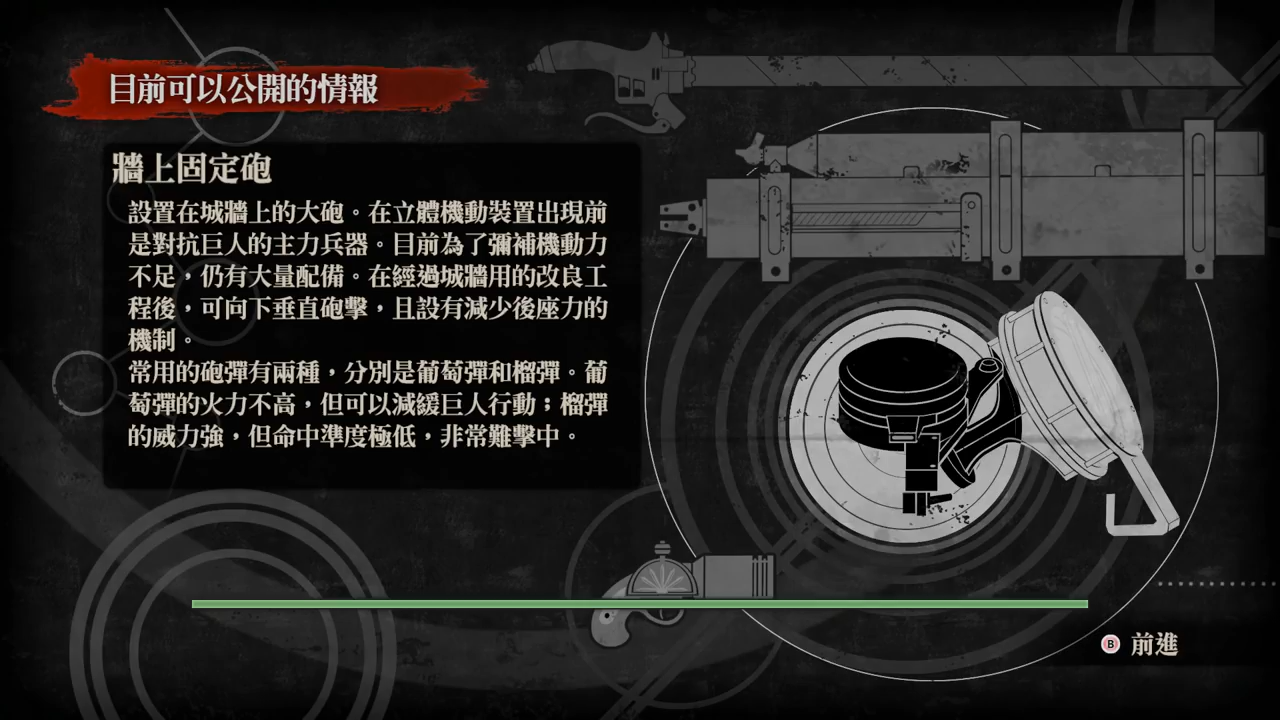 目前可以公開的情報
牆上固定砲
設置在城牆上的大砲。在立體機動裝置出現前
是對抗巨人的主力兵器。目前為了彌補機動力
不足，仍有大量配備。在經過城牆用的改良工
程後，可向下垂直砲擊，且設有減少後座力的
機制。
常用的砲彈有兩種，分別是葡萄彈和榴彈。葡
萄彈的火力不高，但可以減緩巨人行動；榴彈
的威力強，但命中準度極低，非常難擊中。
B 前進